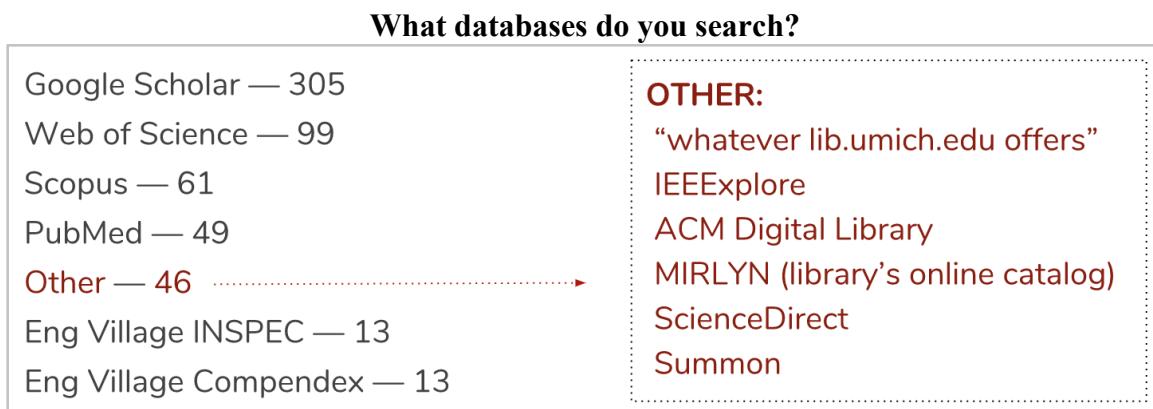 What databases do you search?
Google Scholar — 305
Web of Science — 99
Scopus — 61
PubMed — 49
Other — 46
Eng Village INSPEC — 13
Eng Village Compendex — 13
OTHER:
“whatever lib.umich.edu offers”
IEEExplore
ACM Digital Library
MIRLYN (library’s online catalog)
ScienceDirect
Summon